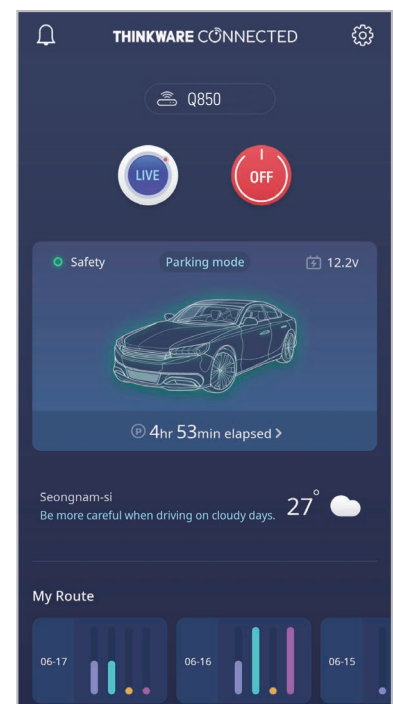 THINKWARE CONNECTED
Q850
LIVE
OFF
Safety
Parking mode
12.2v
P 4hr 53min elapsed >
Seongnam-si
Be more careful when driving on cloudy days.
27°
My Route
06-17
06-16
06-15